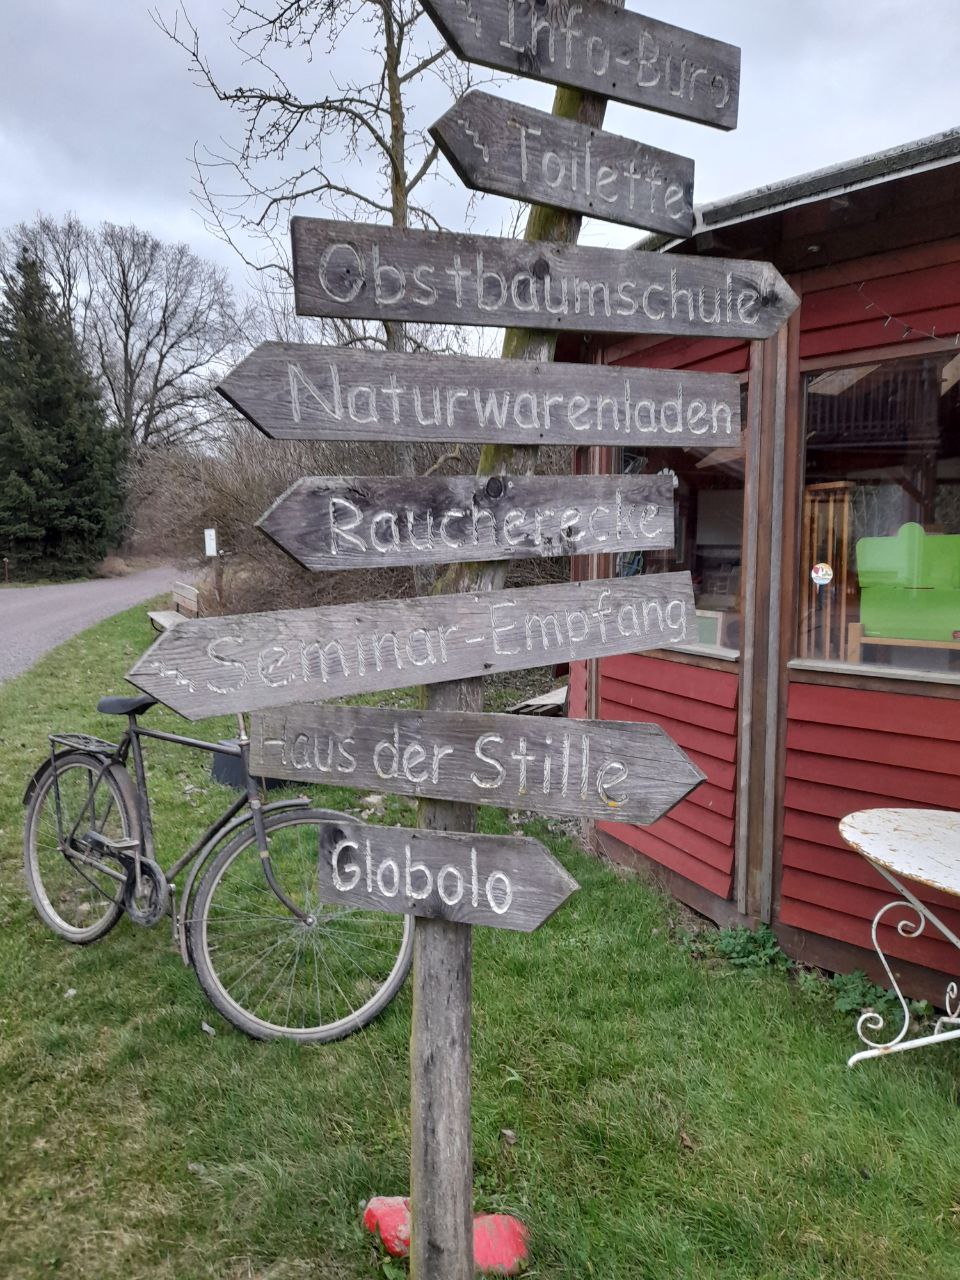 Info-Büro
Toilette
Obstbaumschule
Naturwarenladen
Raucherecke
Seminar-Empfang
Haus der Stille
Globolo